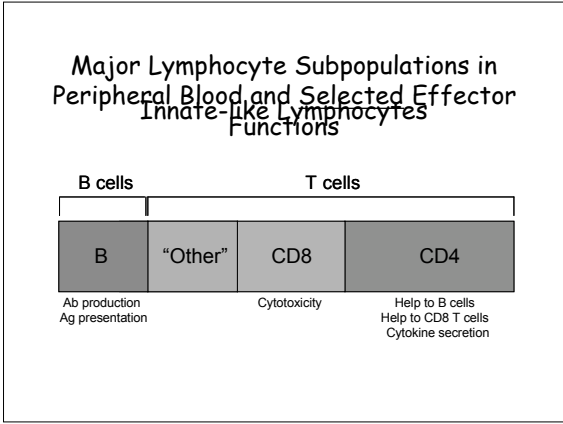 Major Lymphocyte Subpopulations in
Peripheral Blood and Selected Effector
Functions
Innate-like Lymphocytes
B cells
T cells
B
“Other”
CD8
CD4
Ab production
Ag presentation
Cytotoxicity
Help to B cells
Help to CD8 T cells
Cytokine secretion